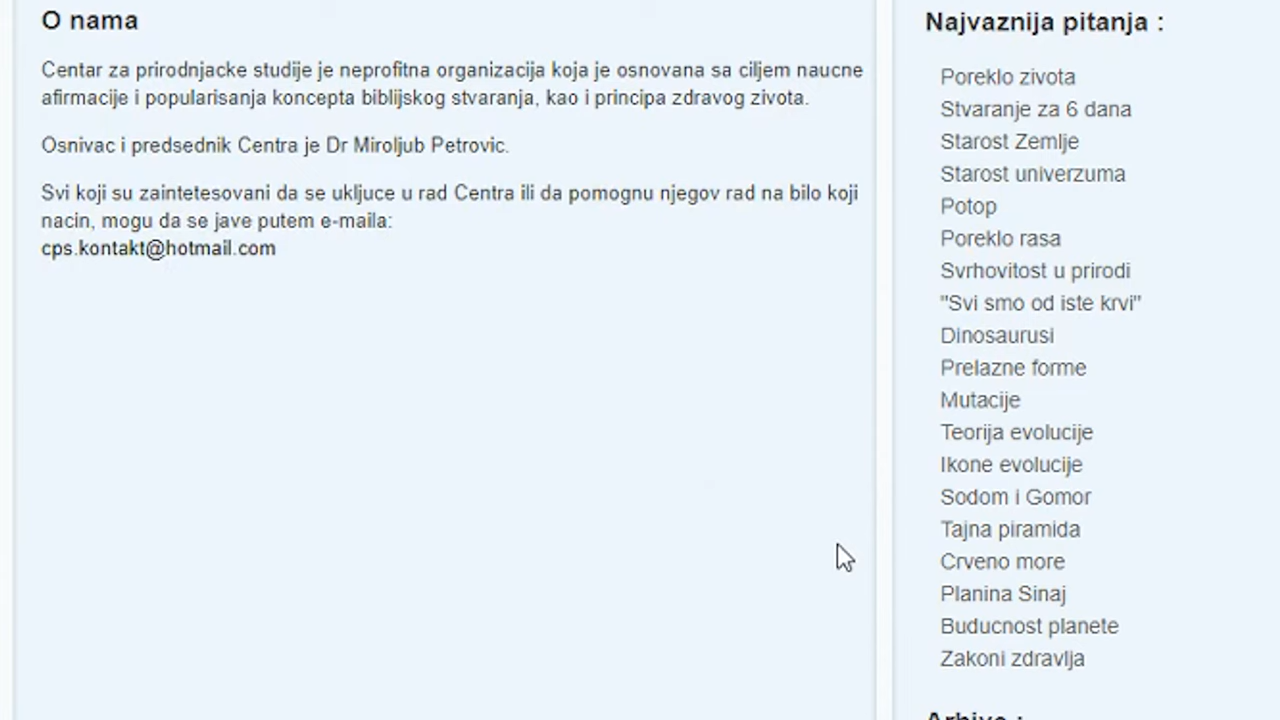 O nama
Centar za prirodnjacke studije je neprofitna organizacija koja je osnovana sa ciljem naucne
afirmacije i popularisanja koncepta biblijskog stvaranja, kao i principa zdravog zivota.
Osnivac i predsednik Centra je Dr Miroljub Petrovic.
Svi koji su zaintetesovani da se ukljuce u rad Centra ili da pomognu njegov rad na bilo koji
nacin, mogu da se jave putem e-maila:
cps.kontakt@hotmail.com
Najvaznija pitanja :
Poreklo zivota
Stvaranje za 6 dana
Starost Zemlje
Starost univerzuma
Potop
Poreklo rasa
Svrhovitost u prirodi
"Svi smo od iste krvi"
Dinosaurusi
Prelazne forme
Mutacije
Teorija evolucije
Ikone evolucije
Sodom i Gomor
Tajna piramida
Crveno more
Planina Sinaj
Buducnost planete
Zakoni zdravlja